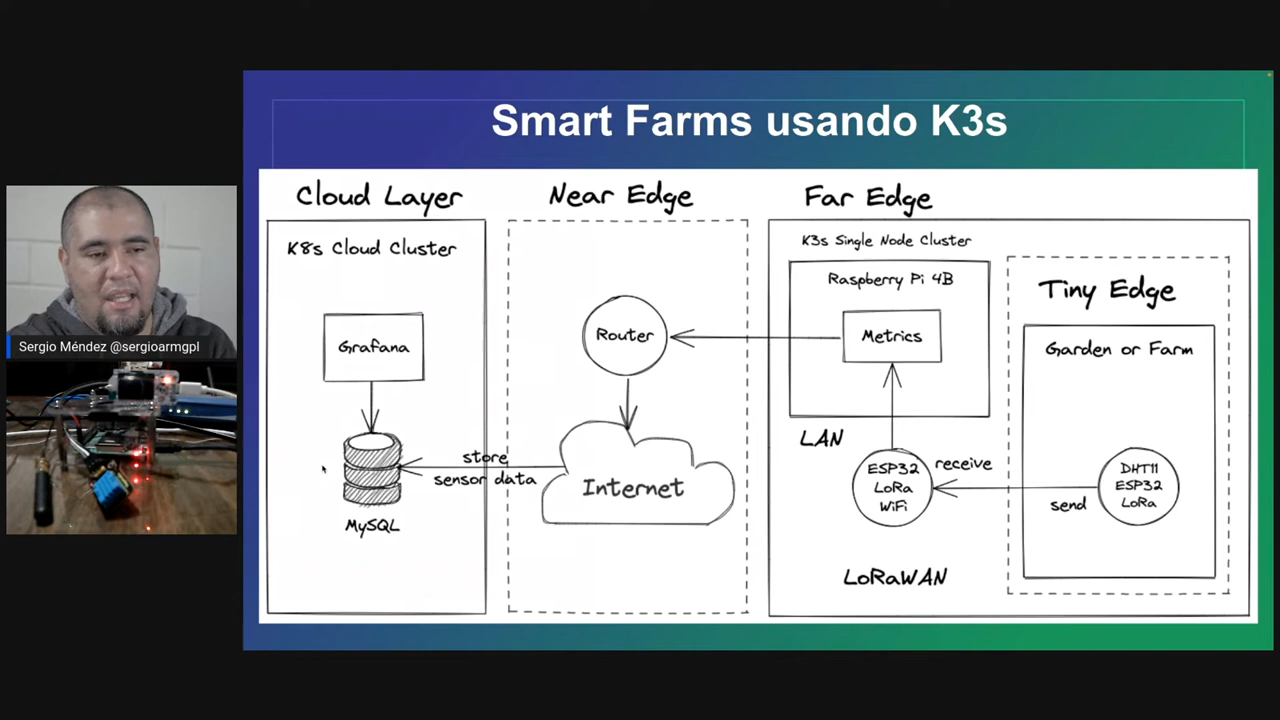 Smart Farms usando K3s
Cloud Layer
Near Edge
Far Edge
K8s Cloud Cluster
K3s Single Node Cluster
Raspberry Pi 4B
Tiny Edge
Grafana
Router
Metrics
Garden or Farm
Sergio Méndez @sergioarmgpl
LAN
store
sensor data
Internet
MySQL
ESP32
LoRa
WiFi
receive
send
DHT11
ESP32
LoRa
LoRaWAN